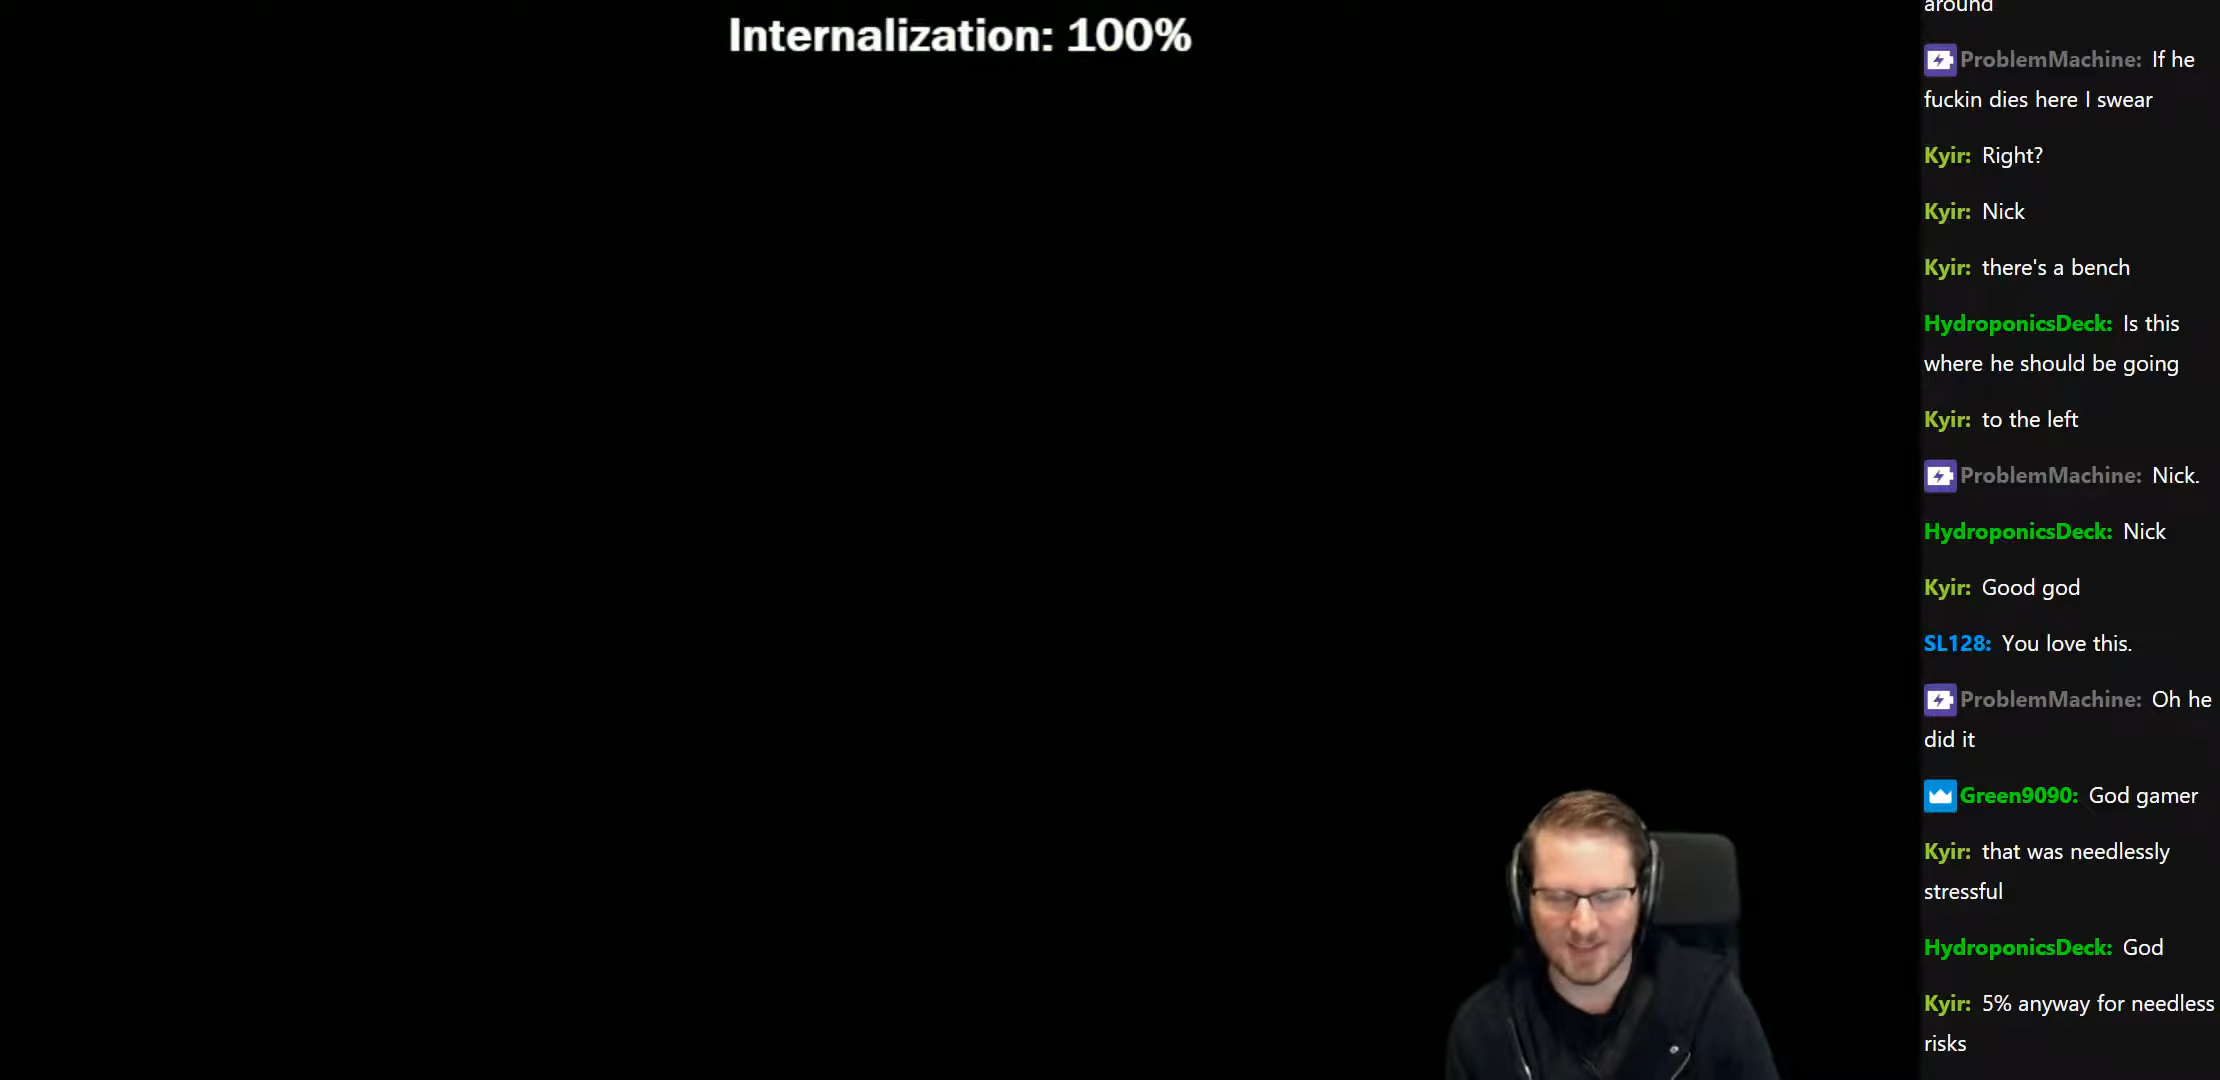 Internalization: 100%
around
ProblemMachine: If he
fuckin dies here I swear
Kyir: Right?
Kyir: Nick
Kyir: there's a bench
HydroponicsDeck: Is this
where he should be going
Kyir: to the left
ProblemMachine: Nick.
HydroponicsDeck: Nick
Kyir: Good god
SL128: You love this.
ProblemMachine: Oh he
did it
Green9090: God gamer
Kyir: that was needlessly
stressful
HydroponicsDeck: God
Kyir: 5% anyway for needless
risks